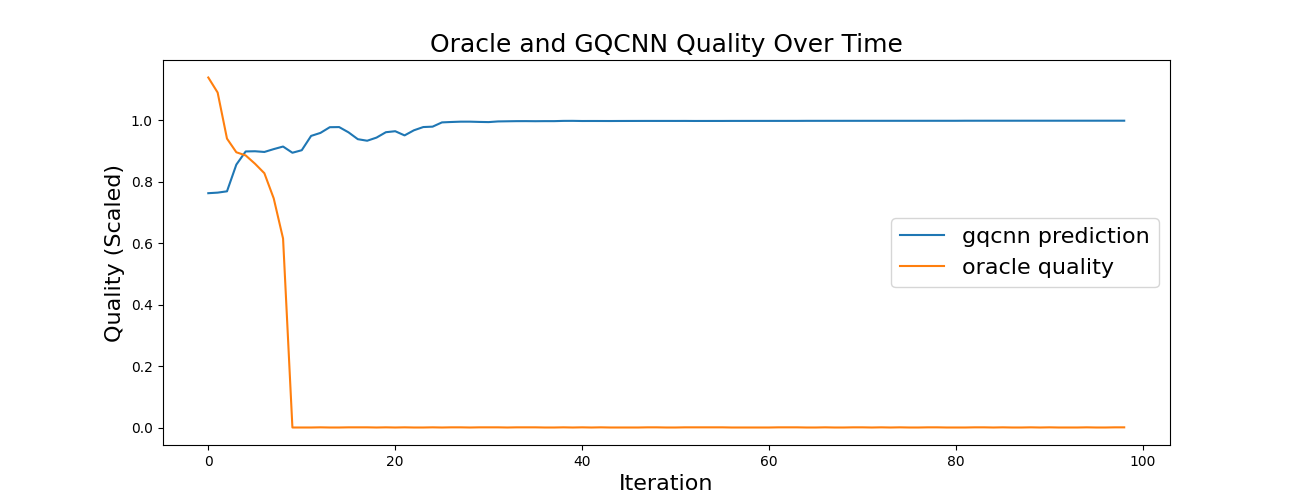 Oracle and GQCNN Quality Over Time
Quality (Scaled)
1.0
0.8
0.6
0.4
0.2
0.0
gqcnn prediction
oracle quality
0 20 40 60 80 100
Iteration